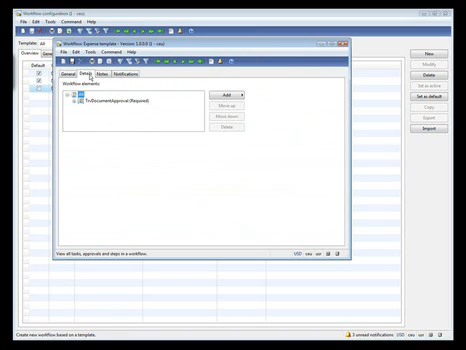 Workflow configuration (1 - ceu)
File Edit Tools Command Help
Template: All
Overview Gene
Default
New
Modify
Delete
Set as active
Set as default
Copy
Export
Import
Workflow: Expense template - Version 1.0.0.0 (1 - ceu)
File Edit Tools Command Help
General Details Notes Notifications
Workflow elements:
TrvDocumentApproval (Required)
Add
Move up
Move down
Delete
View all tasks, approvals and steps in a workflow. USD ceu usr
Create new workflow based on a template. 3 unread notifications USD ceu usr